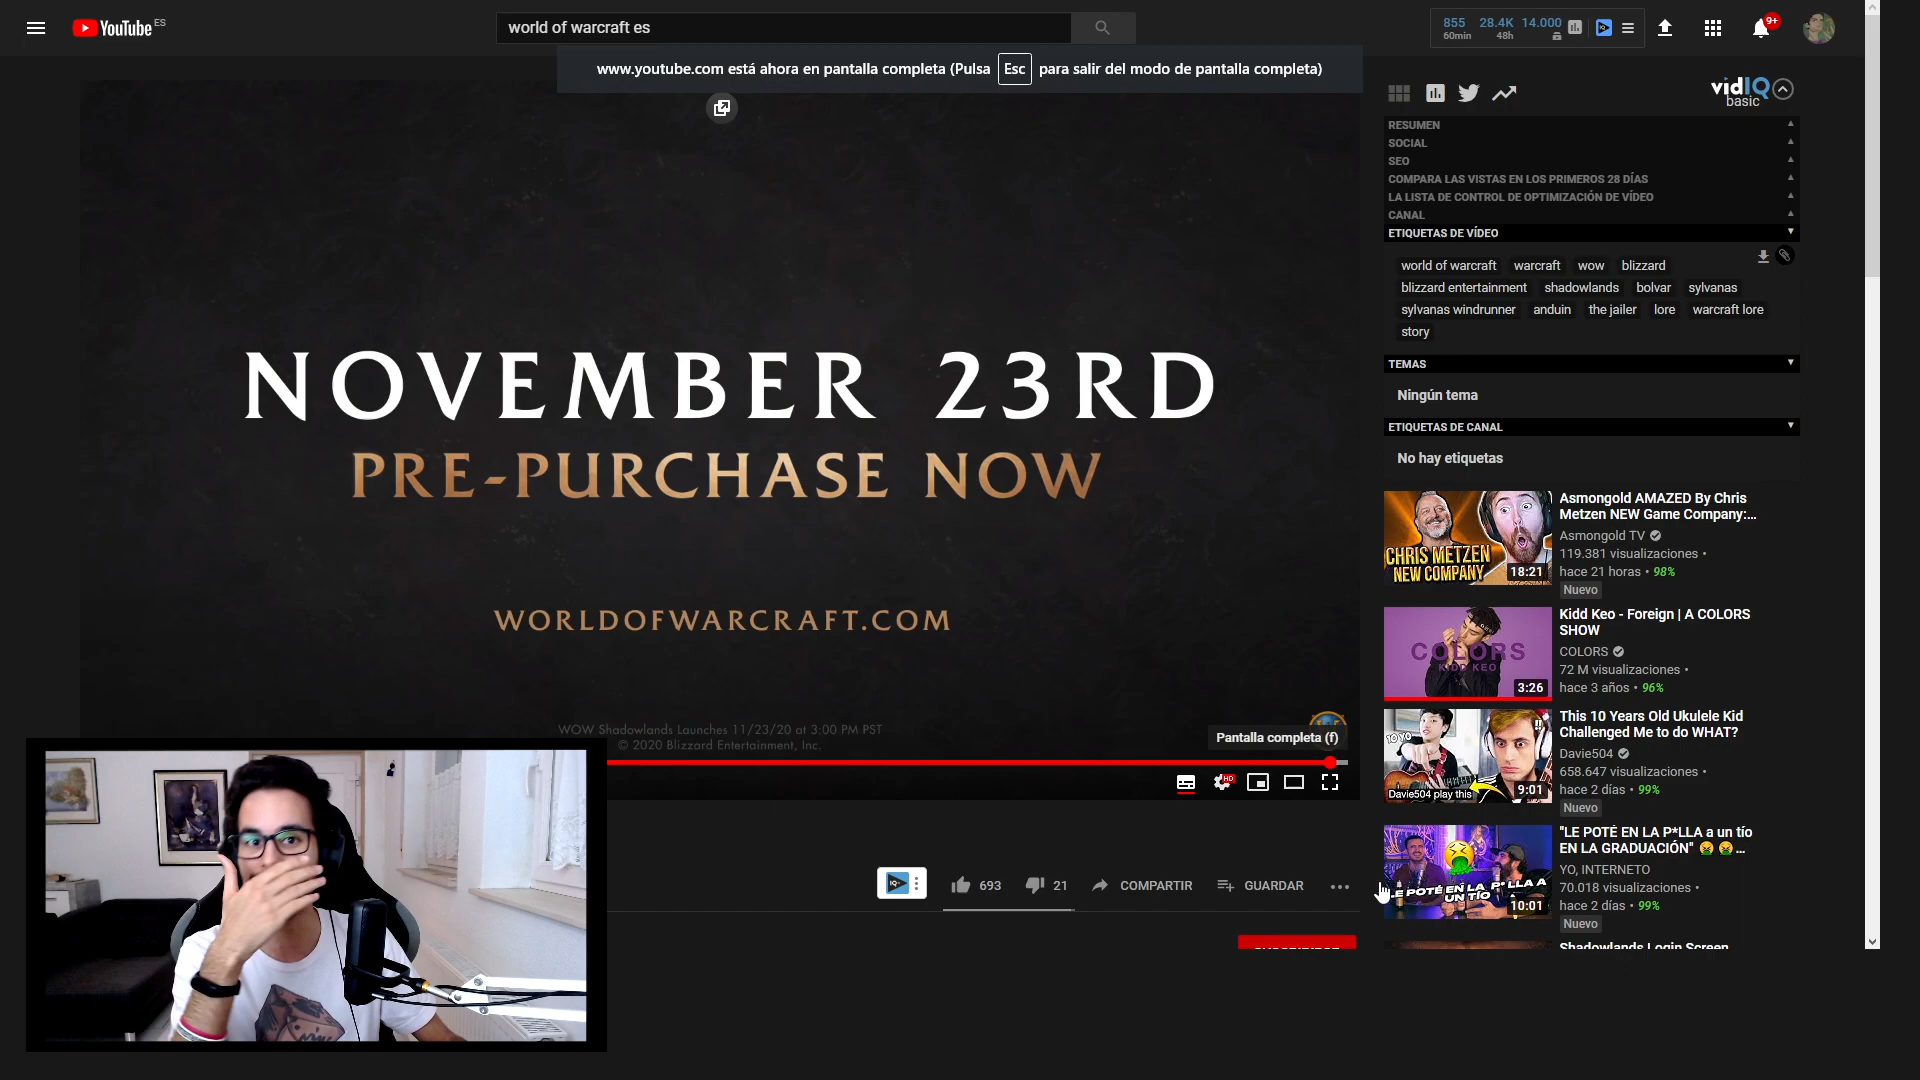 YouTube ES
world of warcraft es
855 28.4K 14.000
60min 48h
9+
www.youtube.com está ahora en pantalla completa (Pulsa Esc para salir del modo de pantalla completa)
NOVEMBER 23RD
PRE-PURCHASE NOW
WORLDOFWARCRAFT.COM
WOW Shadowlands Launches 11/23/20 at 3:00 PM PST
© 2020 Blizzard Entertainment, Inc.
Pantalla completa (f)
HD
693 21 COMPARTIR GUARDAR
vidIQ
basic
RESUMEN
SOCIAL
SEO
COMPARA LAS VISTAS EN LOS PRIMEROS 28 DÍAS
LA LISTA DE CONTROL DE OPTIMIZACIÓN DE VÍDEO
CANAL
ETIQUETAS DE VÍDEO
world of warcraft warcraft wow blizzard
blizzard entertainment shadowlands bolvar sylvanas
sylvanas windrunner anduin the jailer lore warcraft lore
story
TEMAS
Ningún tema
ETIQUETAS DE CANAL
No hay etiquetas
CHRIS METZEN
NEW COMPANY
18:21
Asmongold AMAZED By Chris
Metzen NEW Game Company:...
Asmongold TV
119.381 visualizaciones •
hace 21 horas • 98%
Nuevo
COLORS
KIDD KEO
3:26
Kidd Keo - Foreign | A COLORS
SHOW
COLORS
72 M visualizaciones •
hace 3 años • 96%
10 YO
Davie504 play this
9:01
This 10 Years Old Ukulele Kid
Challenged Me to do WHAT?
Davie504
658.647 visualizaciones •
hace 2 días • 99%
Nuevo
LE POTÉ EN LA P*LLA A
UN TÍO
10:01
"LE POTÉ EN LA P*LLA a un tío
EN LA GRADUACIÓN" 🤮 🤮 ...
YO, INTERNETO
70.018 visualizaciones •
hace 2 días • 99%
Nuevo
Shadowlands Login Screen